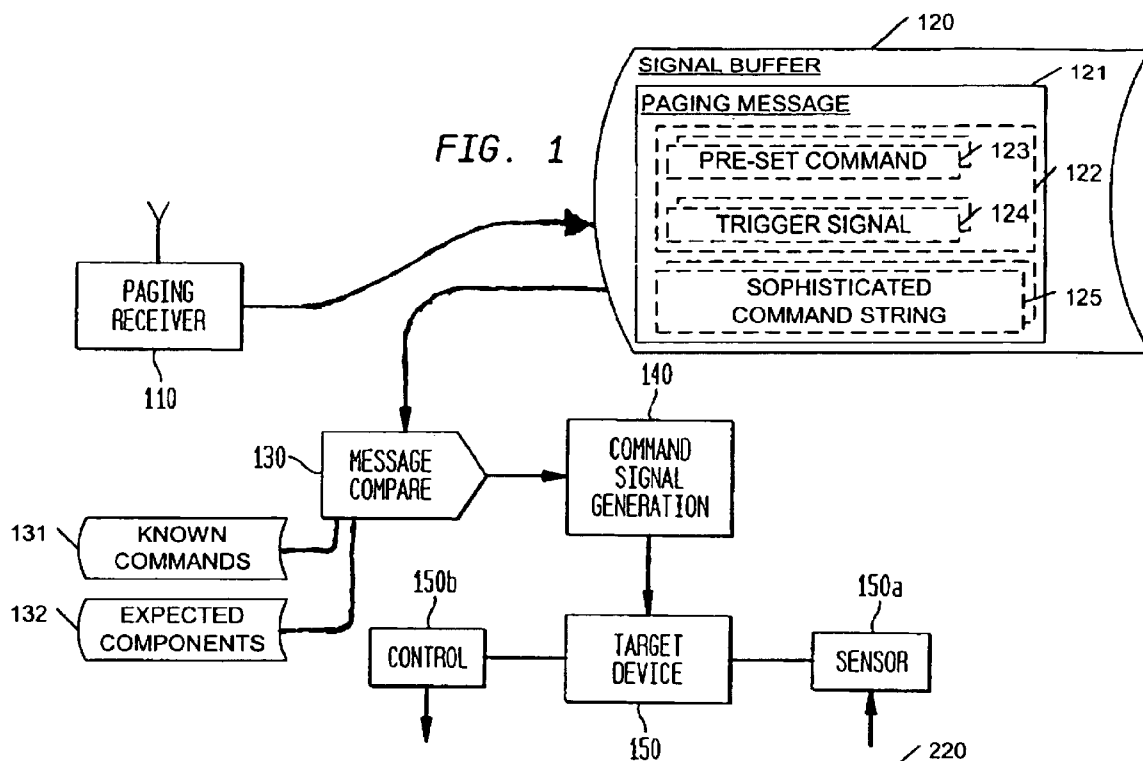 120
SIGNAL BUFFER
121
PAGING MESSAGE
FIG. 1
PRE-SET COMMAND
123
122
TRIGGER SIGNAL
124
SOPHISTICATED
COMMAND STRING
125
PAGING
RECEIVER
110
140
130
MESSAGE
COMPARE
COMMAND
SIGNAL
GENERATION
131
KNOWN
COMMANDS
132
EXPECTED
COMPONENTS
150b
150a
CONTROL
TARGET
DEVICE
SENSOR
150
220